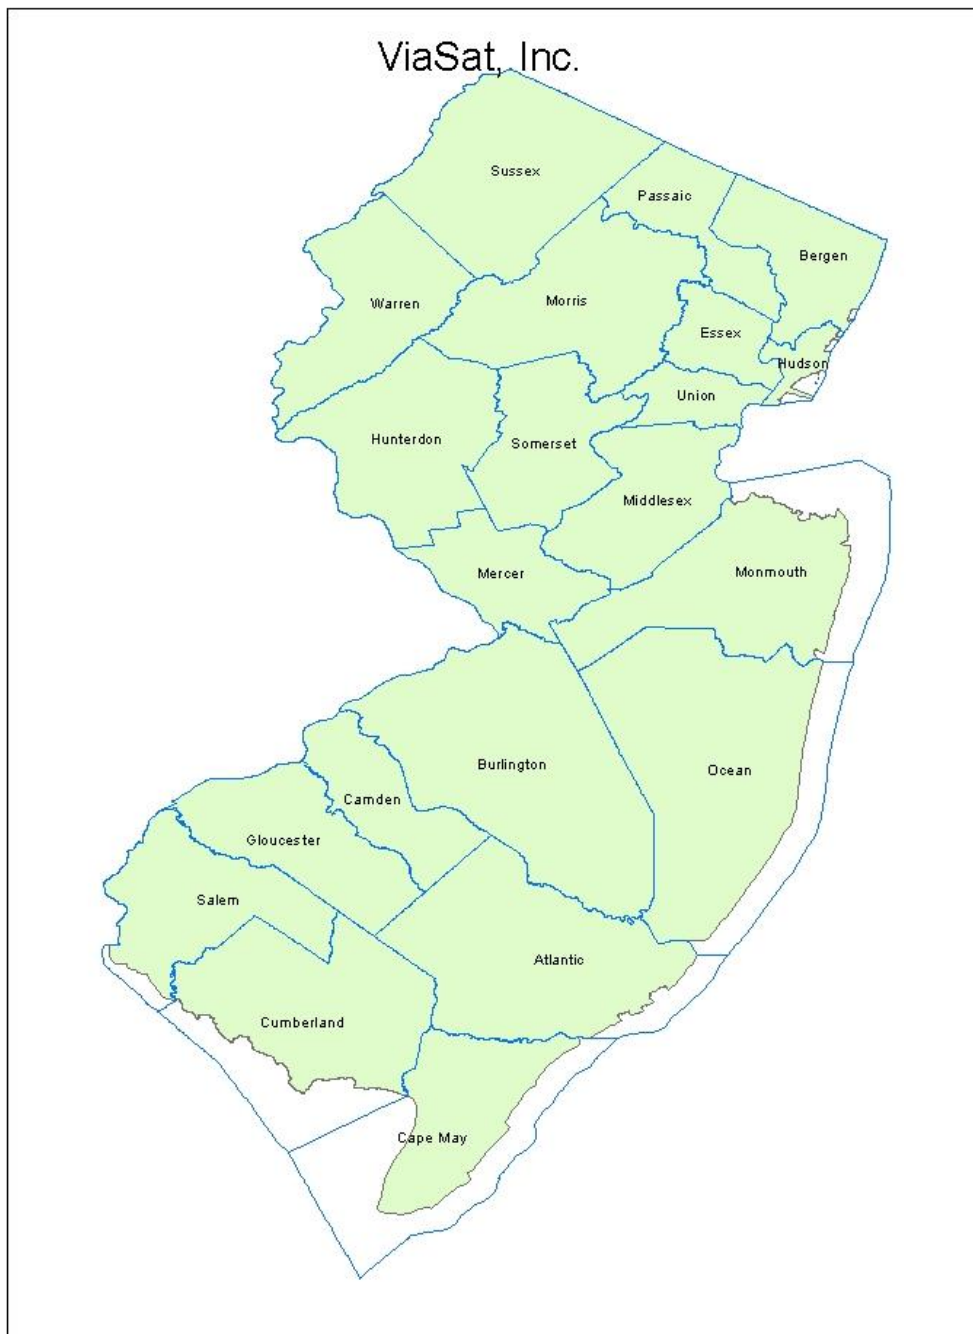 ViaSat, Inc.
Sussex
Passaic
Bergen
Warren
Morris
Essex
Hudson
Union
Hunterdon
Somerset
Middlesex
Mercer
Monmouth
Burlington
Ocean
Camden
Gloucester
Salem
Atlantic
Cumberland
Cape May